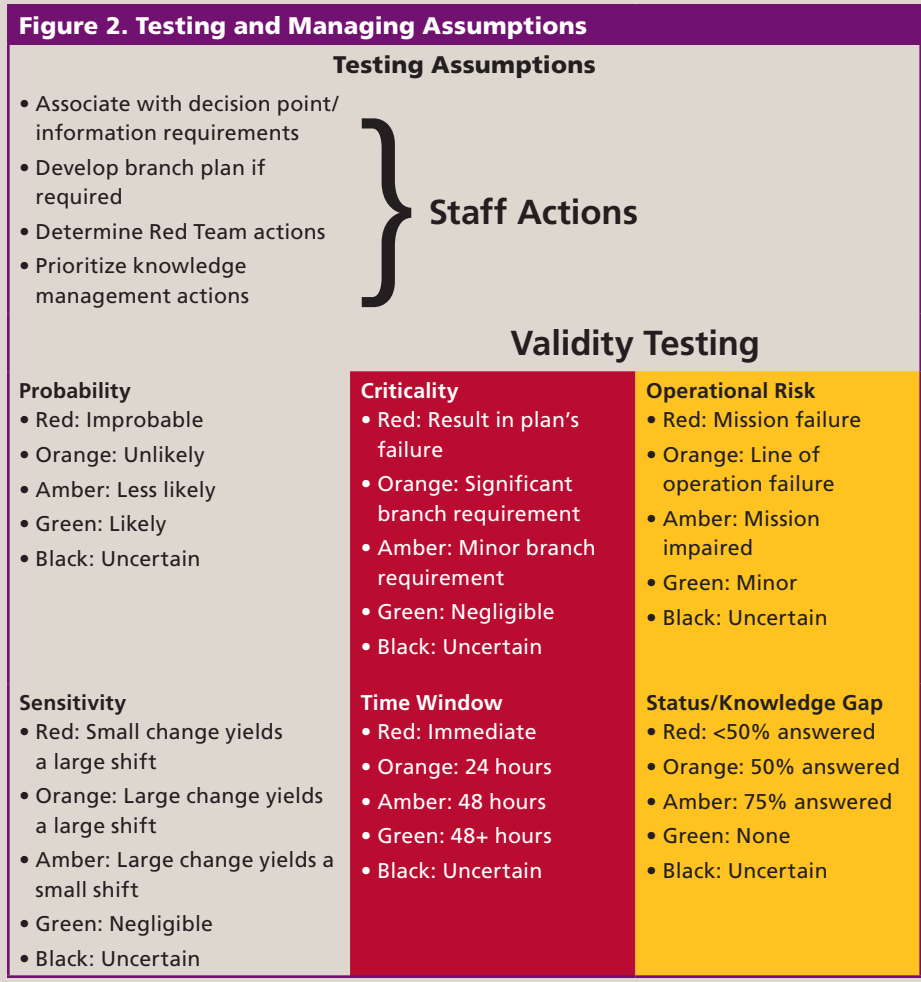 Figure 2. Testing and Managing Assumptions
Testing Assumptions
• Associate with decision point/
information requirements
• Develop branch plan if
required
• Determine Red Team actions
• Prioritize knowledge
management actions
Staff Actions
Validity Testing
Probability
• Red: Improbable
• Orange: Unlikely
• Amber: Less likely
• Green: Likely
• Black: Uncertain
Criticality
• Red: Result in plan's
failure
• Orange: Significant
branch requirement
• Amber: Minor branch
requirement
• Green: Negligible
• Black: Uncertain
Operational Risk
• Red: Mission failure
• Orange: Line of
operation failure
• Amber: Mission
impaired
• Green: Minor
• Black: Uncertain
Sensitivity
• Red: Small change yields
a large shift
• Orange: Large change yields
a large shift
• Amber: Large change yields a
small shift
• Green: Negligible
• Black: Uncertain
Time Window
• Red: Immediate
• Orange: 24 hours
• Amber: 48 hours
• Green: 48+ hours
• Black: Uncertain
Status/Knowledge Gap
• Red: <50% answered
• Orange: 50% answered
• Amber: 75% answered
• Green: None
• Black: Uncertain